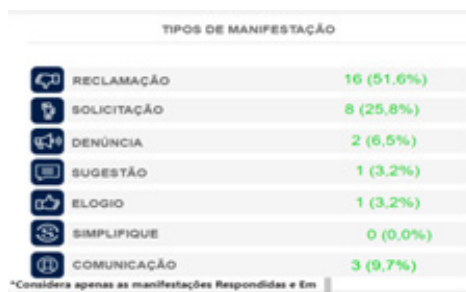 TIPOS DE MANIFESTAÇÃO
RECLAMAÇÃO 16 (51,6%)
SOLICITAÇÃO 8 (25,8%)
DENÚNCIA 2 (6,5%)
SUGESTÃO 1 (3,2%)
ELOGIO 1 (3,2%)
SIMPLIFIQUE 0 (0,0%)
COMUNICAÇÃO 3 (9,7%)
*Considera apenas as manifestações Respondidas e Em